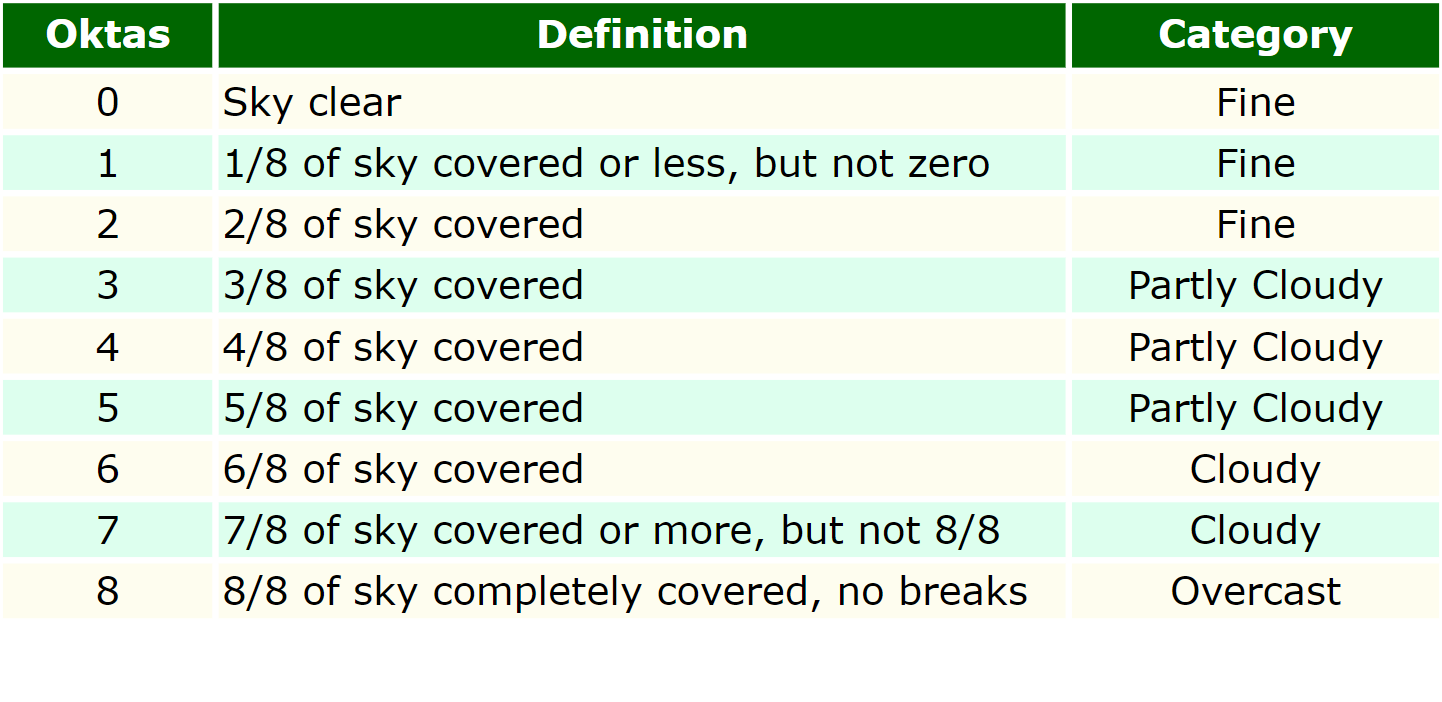 Oktas Definition Category
0 Sky clear Fine
1 1/8 of sky covered or less, but not zero Fine
2 2/8 of sky covered Fine
3 3/8 of sky covered Partly Cloudy
4 4/8 of sky covered Partly Cloudy
5 5/8 of sky covered Partly Cloudy
6 6/8 of sky covered Cloudy
7 7/8 of sky covered or more, but not 8/8 Cloudy
8 8/8 of sky completely covered, no breaks Overcast